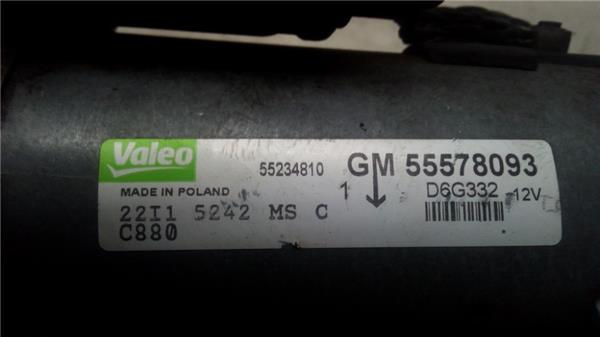 Valeo 55234810 GM 55578093
MADE IN POLAND 1 D6G332 12V
22I1 5242 MS C
C880